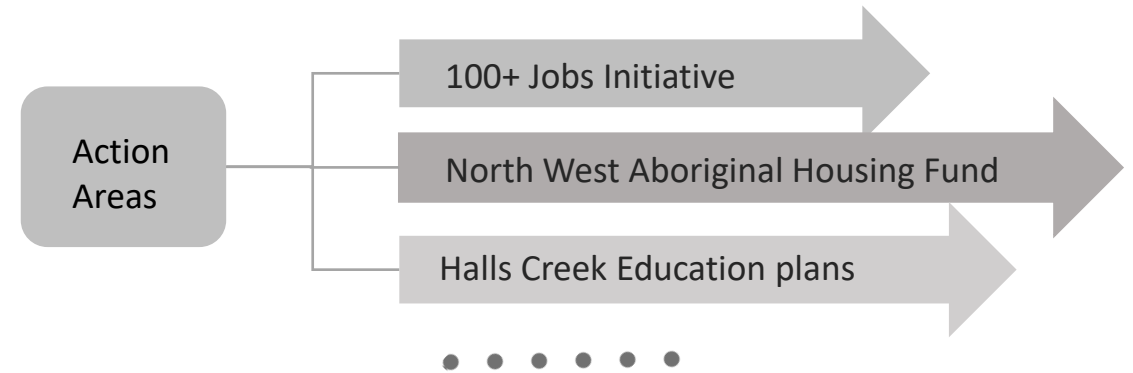 Action
Areas
100+ Jobs Initiative
North West Aboriginal Housing Fund
Halls Creek Education plans